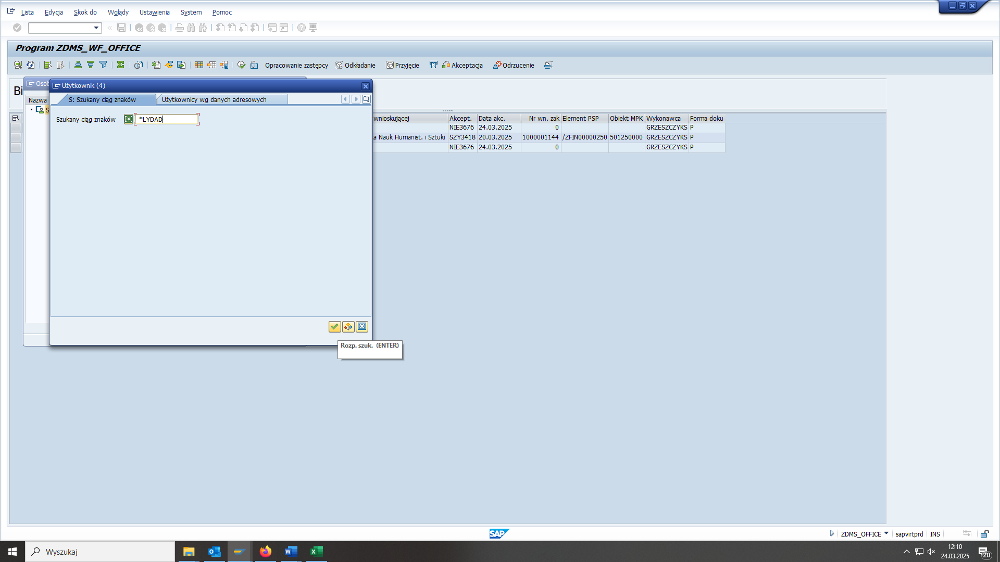 Lista Edycja Skok do Wglądy Ustawienia System Pomoc
Program ZDMS_WF_OFFICE
Opracowanie zastępcy Odkładanie Przyjęcie Akceptacja Odrzucenie
Bi
Osob
Nazwa
S
Użytkownik (4)
S: Szukany ciąg znaków Użytkownicy wg danych adresowych
Szukany ciąg znaków *LYDAD
Rozp. szuk. (ENTER)
wnioskującej Akcept. Data akc. Nr wn. zak Element PSP Obiekt MPK Wykonawca Forma doku
NIE3676 24.03.2025 0 GRZESZCZYKS P
ta Nauk Humanist. i Sztuki SZY3418 20.03.2025 1000001144 /ZFIN00000250 501250000 GRZESZCZYKS P
NIE3676 24.03.2025 0 GRZESZCZYKS P
SAP
ZDMS_OFFICE sapvirtprd INS
Wyszukaj
12:10
24.03.2025
20